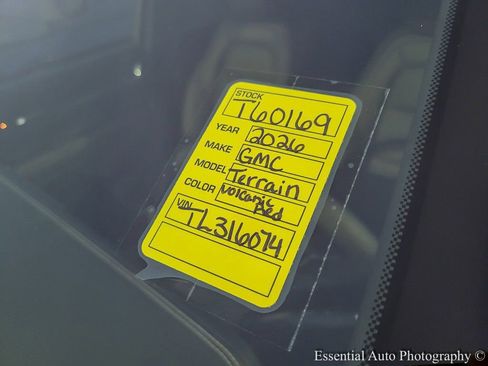 STOCK
T60169
YEAR 2026
MAKE GMC
MODEL Terrain
COLOR Volcanic
Red
VIN
TL316074
Essential Auto Photography ©